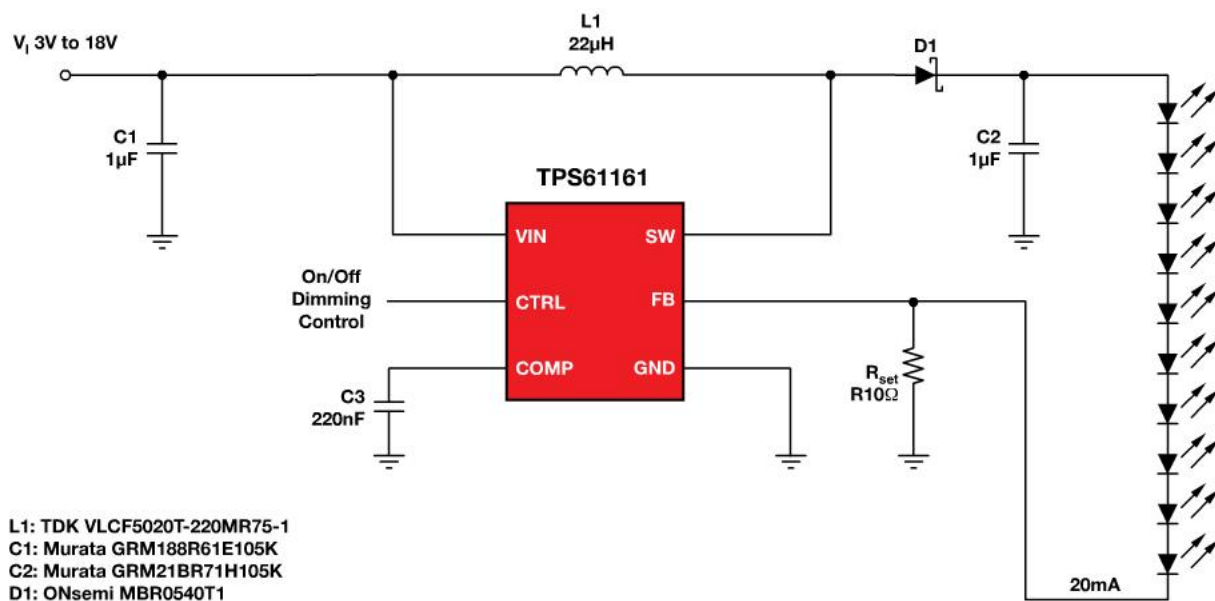 L1
22µH
V_I 3V to 18V
D1
C1
1µF
C2
1µF
TPS61161
VIN
SW
On/Off
Dimming
Control
CTRL
FB
COMP
GND
R_set
R10Ω
C3
220nF
L1: TDK VLCF5020T-220MR75-1
C1: Murata GRM188R61E105K
C2: Murata GRM21BR71H105K
D1: ONsemi MBR0540T1
20mA